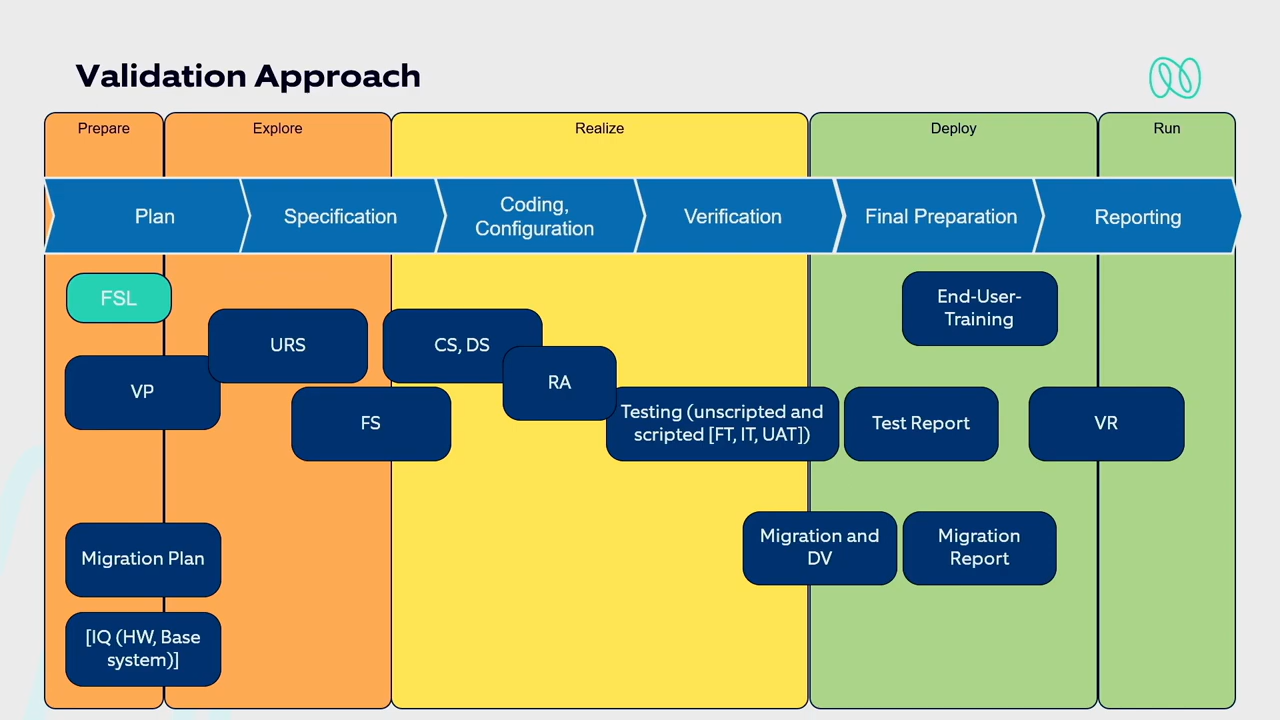 Validation Approach
Prepare
Explore
Realize
Deploy
Run
Plan
Specification
Coding,
Configuration
Verification
Final Preparation
Reporting
FSL
End-User-
Training
URS
CS, DS
VP
RA
FS
Testing (unscripted and
scripted [FT, IT, UAT])
Test Report
VR
Migration Plan
Migration and
DV
Migration
Report
[IQ (HW, Base
system)]